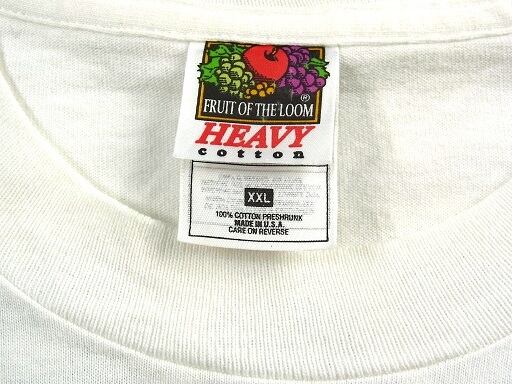 ®
FRUIT OF THE LOOM
HEAVY
cotton
XXL
100% COTTON PRESHRUNK
MADE IN U.S.A.
CARE ON REVERSE